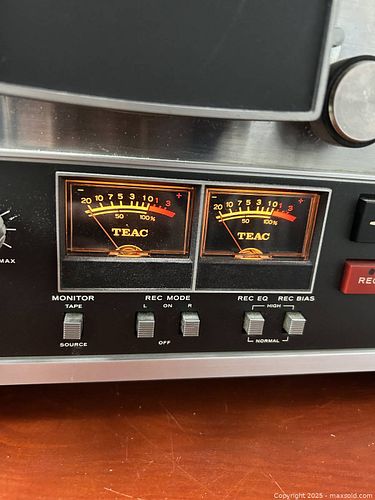 - +
20 10 7 5 3 1 0 1 3
50 100%
TEAC
- +
20 10 7 5 3 1 0 1 3
50 100%
TEAC
MAX
REC
MONITOR REC MODE REC EQ REC BIAS
TAPE L ON R HIGH
SOURCE OFF NORMAL
Copyright © 2025 - maxsold.com